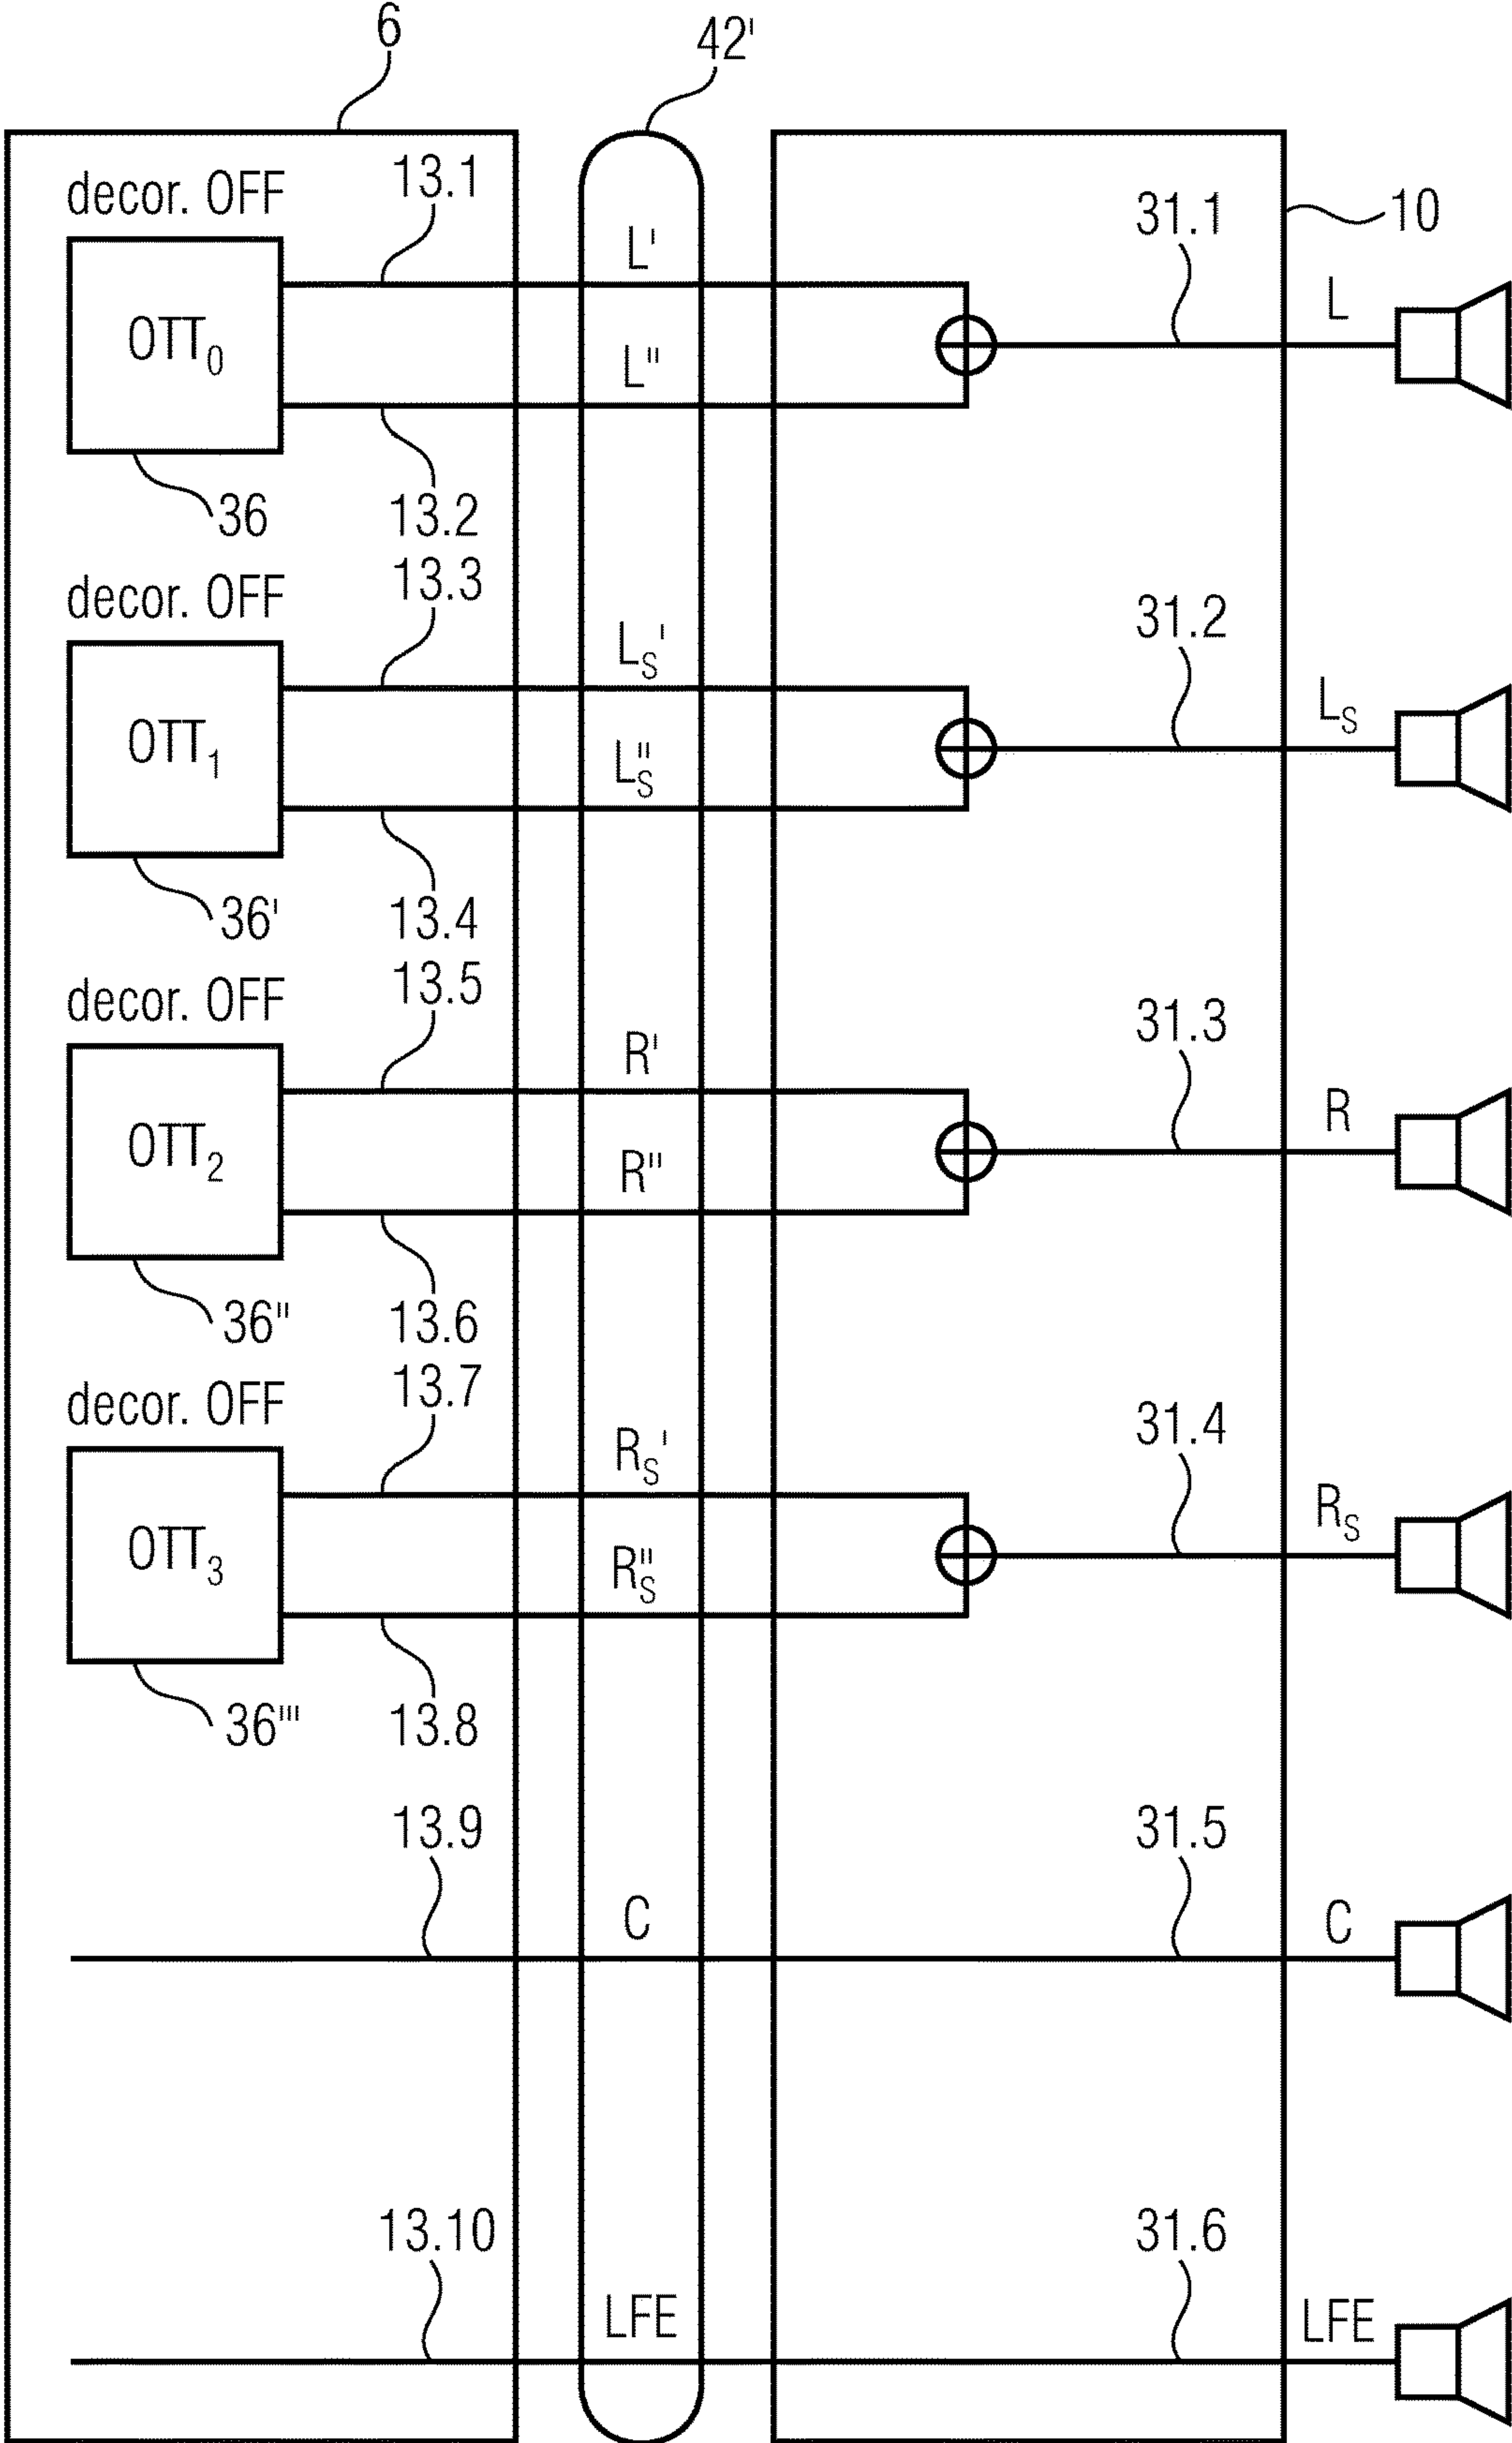 6
42'
decor. OFF
13.1
31.1
10
L'
L
OTT0
L"
36
13.2
decor. OFF
13.3
31.2
LS'
LS
OTT1
LS"
36'
13.4
decor. OFF
13.5
31.3
R'
R
OTT2
R"
36"
13.6
decor. OFF
13.7
31.4
RS'
RS
OTT3
RS"
36'''
13.8
13.9
31.5
C
C
13.10
31.6
LFE
LFE